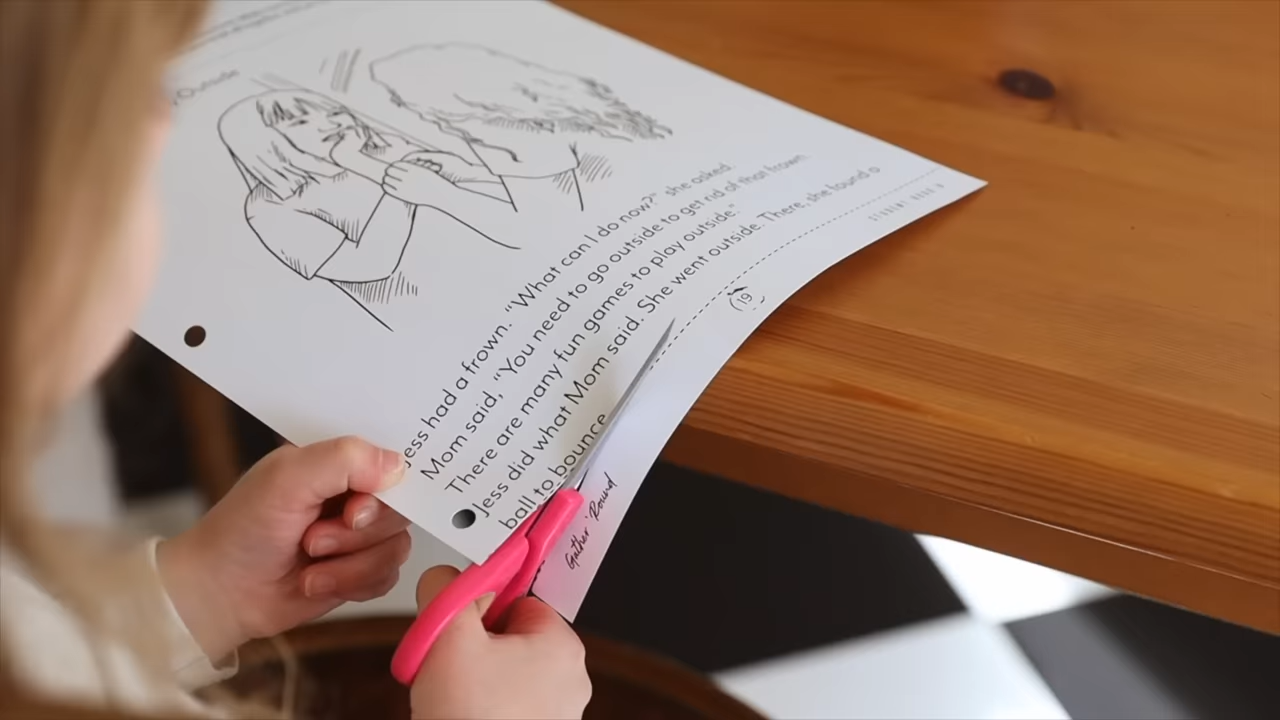 Outside
Jess had a frown. "What can I do now?" she asked.
Mom said, "You need to go outside to get rid of that frown.
There are many fun games to play outside."
Jess did what Mom said. She went outside. There, she found a
ball to bounce
19
Gather 'Round